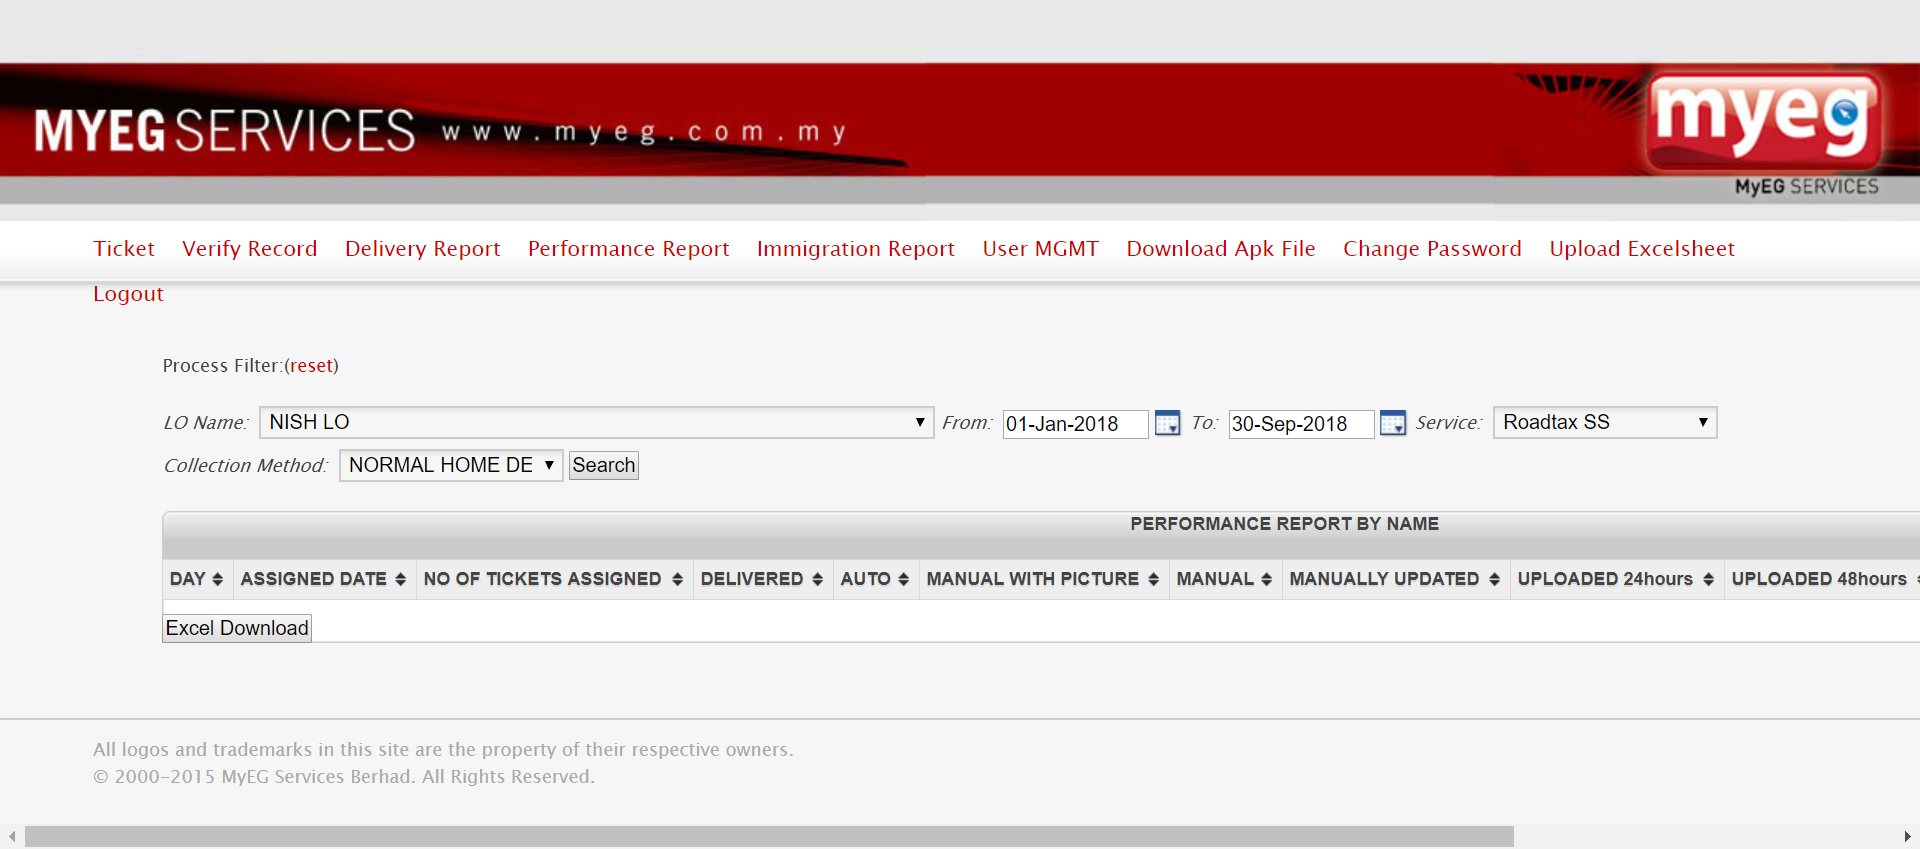 MYEG SERVICES www.myeg.com.my
myeg
MyEG SERVICES
Ticket Verify Record Delivery Report Performance Report Immigration Report User MGMT Download Apk File Change Password Upload Excelsheet
Logout
Process Filter:(reset)
LO Name: NISH LO From: 01-Jan-2018 To: 30-Sep-2018 Service: Roadtax SS
Collection Method: NORMAL HOME DE Search
PERFORMANCE REPORT BY NAME
DAY ASSIGNED DATE NO OF TICKETS ASSIGNED DELIVERED AUTO MANUAL WITH PICTURE MANUAL MANUALLY UPDATED UPLOADED 24hours UPLOADED 48hours
Excel Download
All logos and trademarks in this site are the property of their respective owners.
© 2000-2015 MyEG Services Berhad. All Rights Reserved.